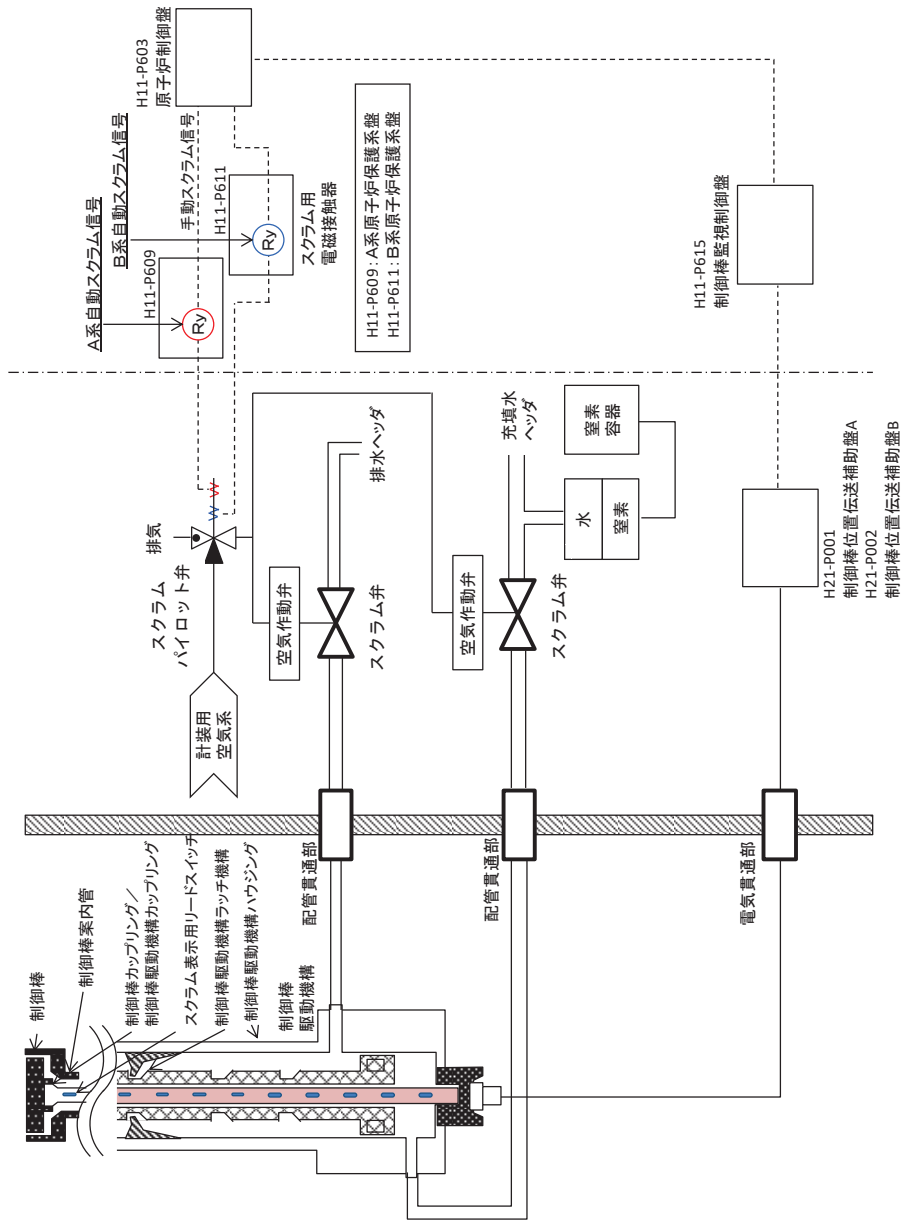 制御棒
制御棒案内管
制御棒カップリング/
制御棒駆動機構カップリング
スクラム表示用リードスイッチ
制御棒駆動機構ラッチ機構
制御棒駆動機構ハウジング
制御棒
駆動機構
配管貫通部
配管貫通部
電気貫通部
計装用
空気系
スクラム
パイロット弁
排気
空気作動弁
スクラム弁
排水ヘッダ
空気作動弁
スクラム弁
充填水
ヘッダ
水
窒素
窒素
容器
H21-P001
制御棒位置伝送補助盤A
H21-P002
制御棒位置伝送補助盤B
A系自動スクラム信号
B系自動スクラム信号
H11-P609
Ry
手動スクラム信号
H11-P611
Ry
スクラム用
電磁接触器
H11-P603
原子炉制御盤
H11-P609:A系原子炉保護系盤
H11-P611:B系原子炉保護系盤
H11-P615
制御棒監視制御盤